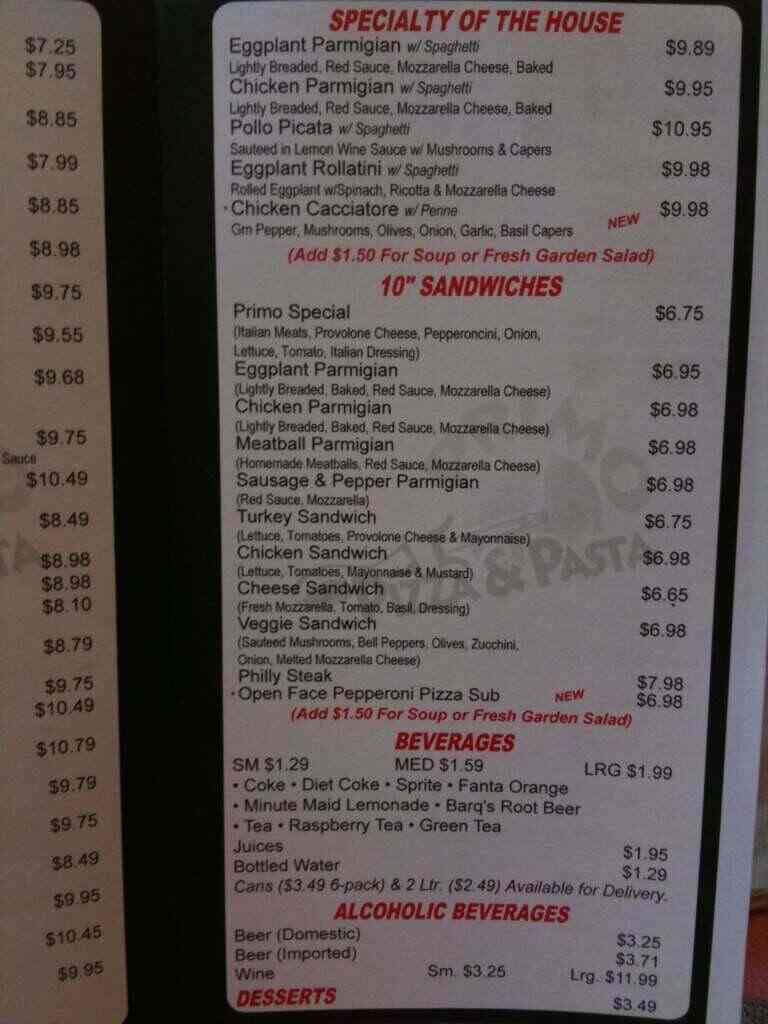 $7.25
$7.95
$8.85
$7.99
$8.85
$8.98
$9.75
$9.55
$9.68
$9.75
Sauce
$10.49
$8.49
$8.98
$8.98
$8.10
$8.79
$9.75
$10.49
$10.79
$9.79
$9.75
$8.49
$9.95
$10.45
$9.95
SPECIALTY OF THE HOUSE
Eggplant Parmigian w/ Spaghetti $9.89
Lightly Breaded, Red Sauce, Mozzarella Cheese, Baked
Chicken Parmigian w/ Spaghetti $9.95
Lightly Breaded, Red Sauce, Mozzarella Cheese, Baked
Pollo Picata w/ Spaghetti $10.95
Sauteed in Lemon Wine Sauce w/ Mushrooms & Capers
Eggplant Rollatini w/ Spaghetti $9.98
Rolled Eggplant w/Spinach, Ricotta & Mozzarella Cheese
• Chicken Cacciatore w/ Penne NEW $9.98
Grn Pepper, Mushrooms, Olives, Onion, Garlic, Basil Capers
(Add $1.50 For Soup or Fresh Garden Salad)
10" SANDWICHES
Primo Special $6.75
(Italian Meats, Provolone Cheese, Pepperoncini, Onion,
Lettuce, Tomato, Italian Dressing)
Eggplant Parmigian $6.95
(Lightly Breaded, Baked, Red Sauce, Mozzarella Cheese)
Chicken Parmigian $6.98
(Lightly Breaded, Baked, Red Sauce, Mozzarella Cheese)
Meatball Parmigian $6.98
(Homemade Meatballs, Red Sauce, Mozzarella Cheese)
Sausage & Pepper Parmigian $6.98
(Red Sauce, Mozzarella)
Turkey Sandwich $6.75
(Lettuce, Tomatoes, Provolone Cheese & Mayonnaise)
Chicken Sandwich $6.98
(Lettuce, Tomatoes, Mayonnaise & Mustard)
Cheese Sandwich $6.65
(Fresh Mozzarella, Tomato, Basil, Dressing)
Veggie Sandwich $6.98
(Sauteed Mushrooms, Bell Peppers, Olives, Zucchini,
Onion, Melted Mozzarella Cheese)
Philly Steak $7.98
• Open Face Pepperoni Pizza Sub NEW $6.98
(Add $1.50 For Soup or Fresh Garden Salad)
BEVERAGES
SM $1.29 MED $1.59 LRG $1.99
• Coke • Diet Coke • Sprite • Fanta Orange
• Minute Maid Lemonade • Barq's Root Beer
• Tea • Raspberry Tea • Green Tea
Juices $1.95
Bottled Water $1.29
Cans ($3.49 6-pack) & 2 Ltr. ($2.49) Available for Delivery.
ALCOHOLIC BEVERAGES
Beer (Domestic) $3.25
Beer (Imported) $3.71
Wine Sm. $3.25 Lrg. $11.99
DESSERTS $3.49
& PASTA